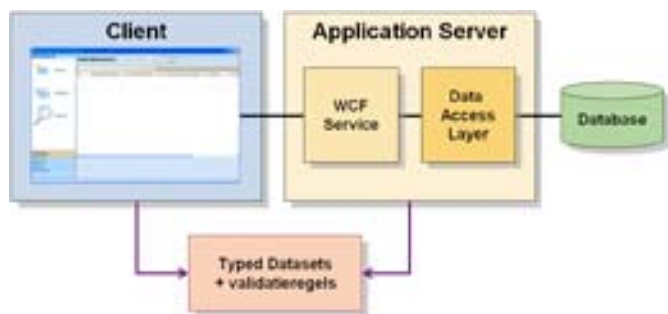 Client
Application Server
WCF
Service
Data
Access
Layer
Database
Typed Datasets
+ validatieregels